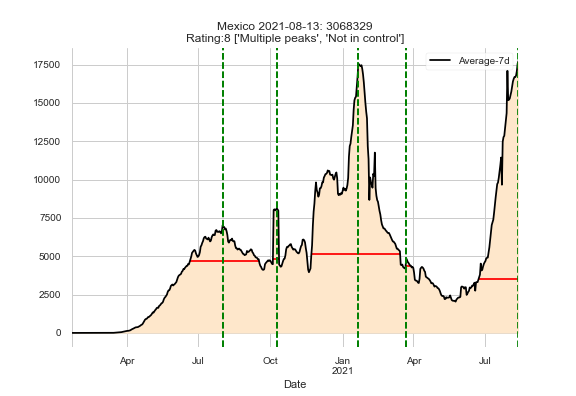 Mexico 2021-08-13: 3068329
Rating:8 ['Multiple peaks', 'Not in control']
Average-7d
17500
15000
12500
10000
7500
5000
2500
0
Apr Jul Oct Jan Apr Jul
2021
Date